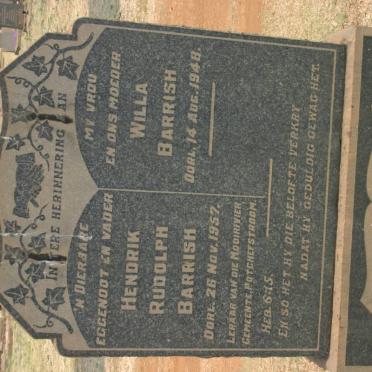 IN TERE HERINNERING AAN
MY VROU
EN ONS MOEDER
WILLA
BARRISH
OORL. 14 AUG. 1948.
'N DIERBARE
EGGENOOT EN VADER
HENDRIK
RUDOLPH
BARRISH
OORL. 26 NOV. 1957.
LERAAR VAN DIE MOOIRIVIER
GEMEENTE, POTCHEFSTROOM.
HEB. 6:15.
EN SO HET HY DIE BELOFTE VERKRY
NADAT HY GEDULDIG GEWAG HET.